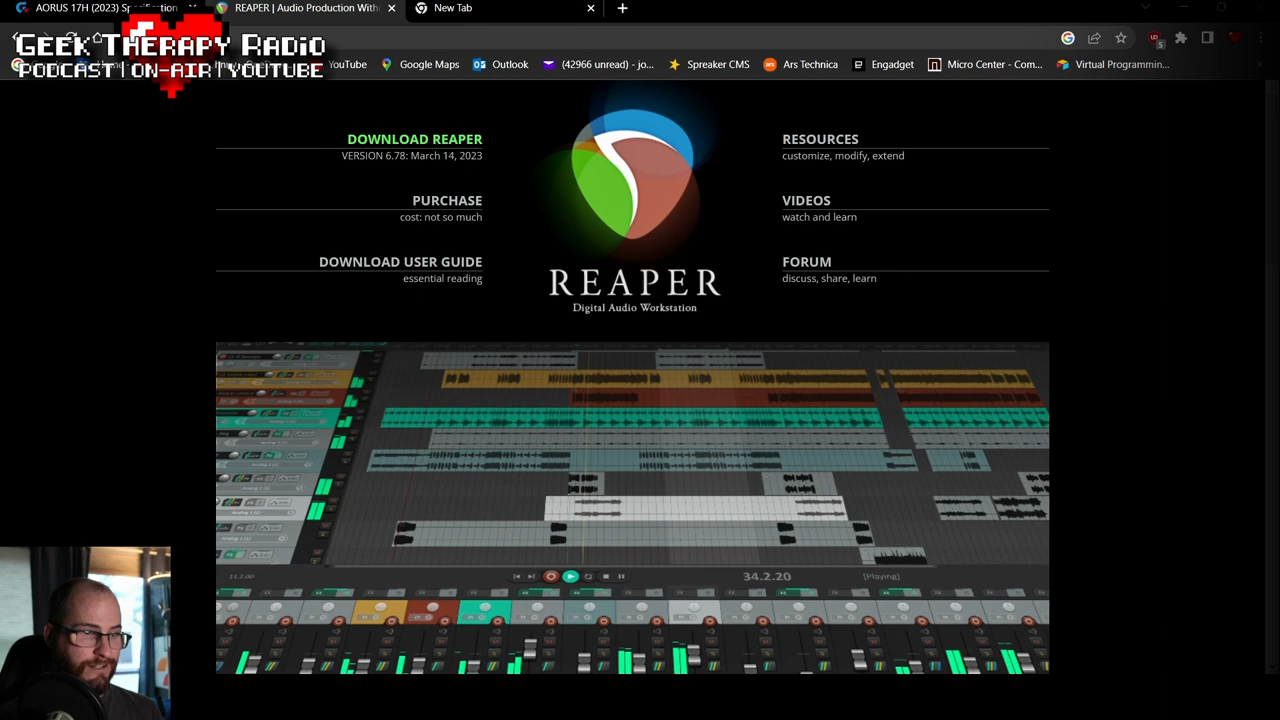 AORUS 17H (2023) Specification
REAPER | Audio Production With
New Tab
GEEK THERAPY RADIO
PODCAST | ON-AIR | YOUTUBE
YouTube
Google Maps
Outlook
(42966 unread) - jo...
Spreaker CMS
Ars Technica
Engadget
Micro Center - Com...
Virtual Programmin...
DOWNLOAD REAPER
VERSION 6.78: March 14, 2023
PURCHASE
cost: not so much
DOWNLOAD USER GUIDE
essential reading
REAPER
Digital Audio Workstation
RESOURCES
customize, modify, extend
VIDEOS
watch and learn
FORUM
discuss, share, learn
34.2.20
[Playing]